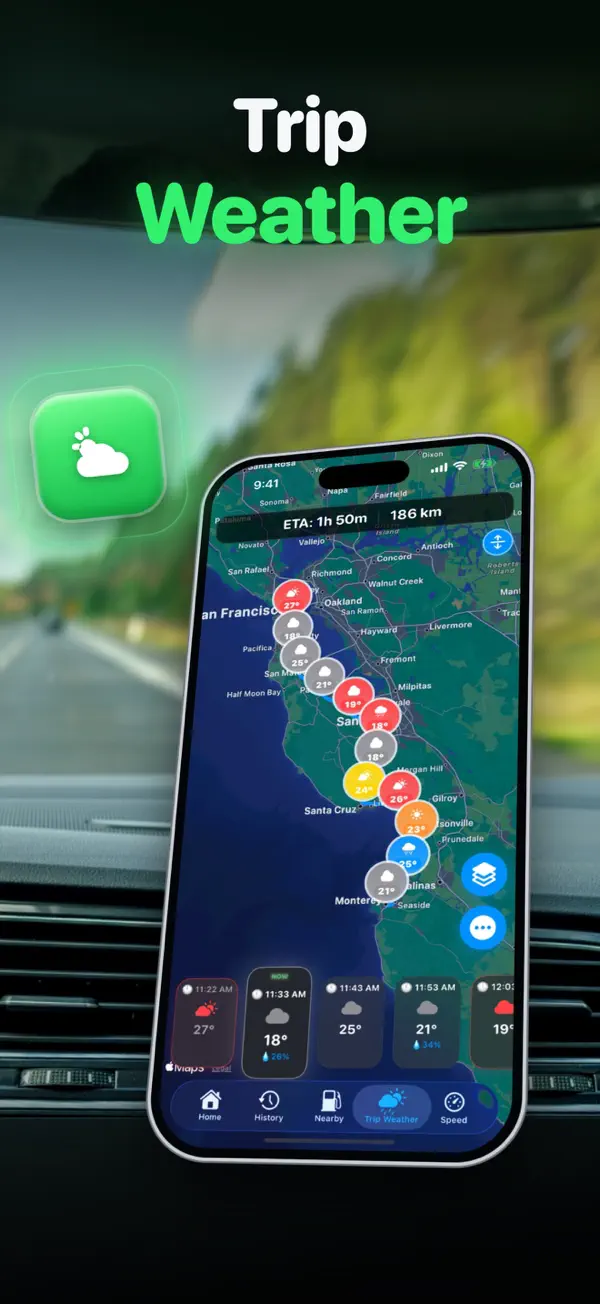 Trip
Weather
Dixon
Santa Rosa
9:41
Napa
Fairfield
Sonoma
ETA: 1h 50m
186 km
Novato
Vallejo
Island
Antioch
Concord
San Rafael
Richmond
Walnut Creek
27°
Oakland
San Ramon
18°
Hayward
Livermore
Pacifica
25°
Fremont
21°
Half Moon Bay
19°
Milpitas
18°
18°
Morgan Hill
24°
26°
Gilroy
Santa Cruz
23°
Prunedale
25°
21°
Monterey
Seaside
NOW
11:22 AM
11:33 AM
11:43 AM
11:53 AM
27°
18°
25°
21°
19°
26%
34%
Maps
Legal
Home
History
Nearby
Trip Weather
Speed